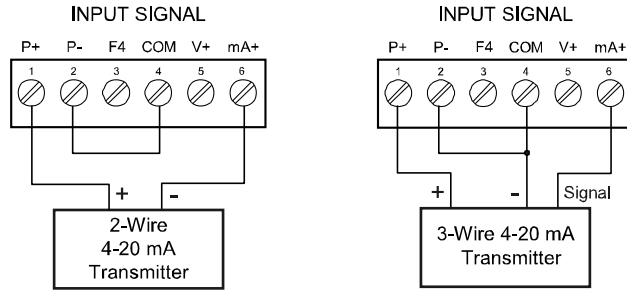 INPUT SIGNAL
P+ P- F4 COM V+ mA+
1 2 3 4 5 6
+ -
2-Wire
4-20 mA
Transmitter
INPUT SIGNAL
P+ P- F4 COM V+ mA+
1 2 3 4 5 6
+ - Signal
3-Wire 4-20 mA
Transmitter